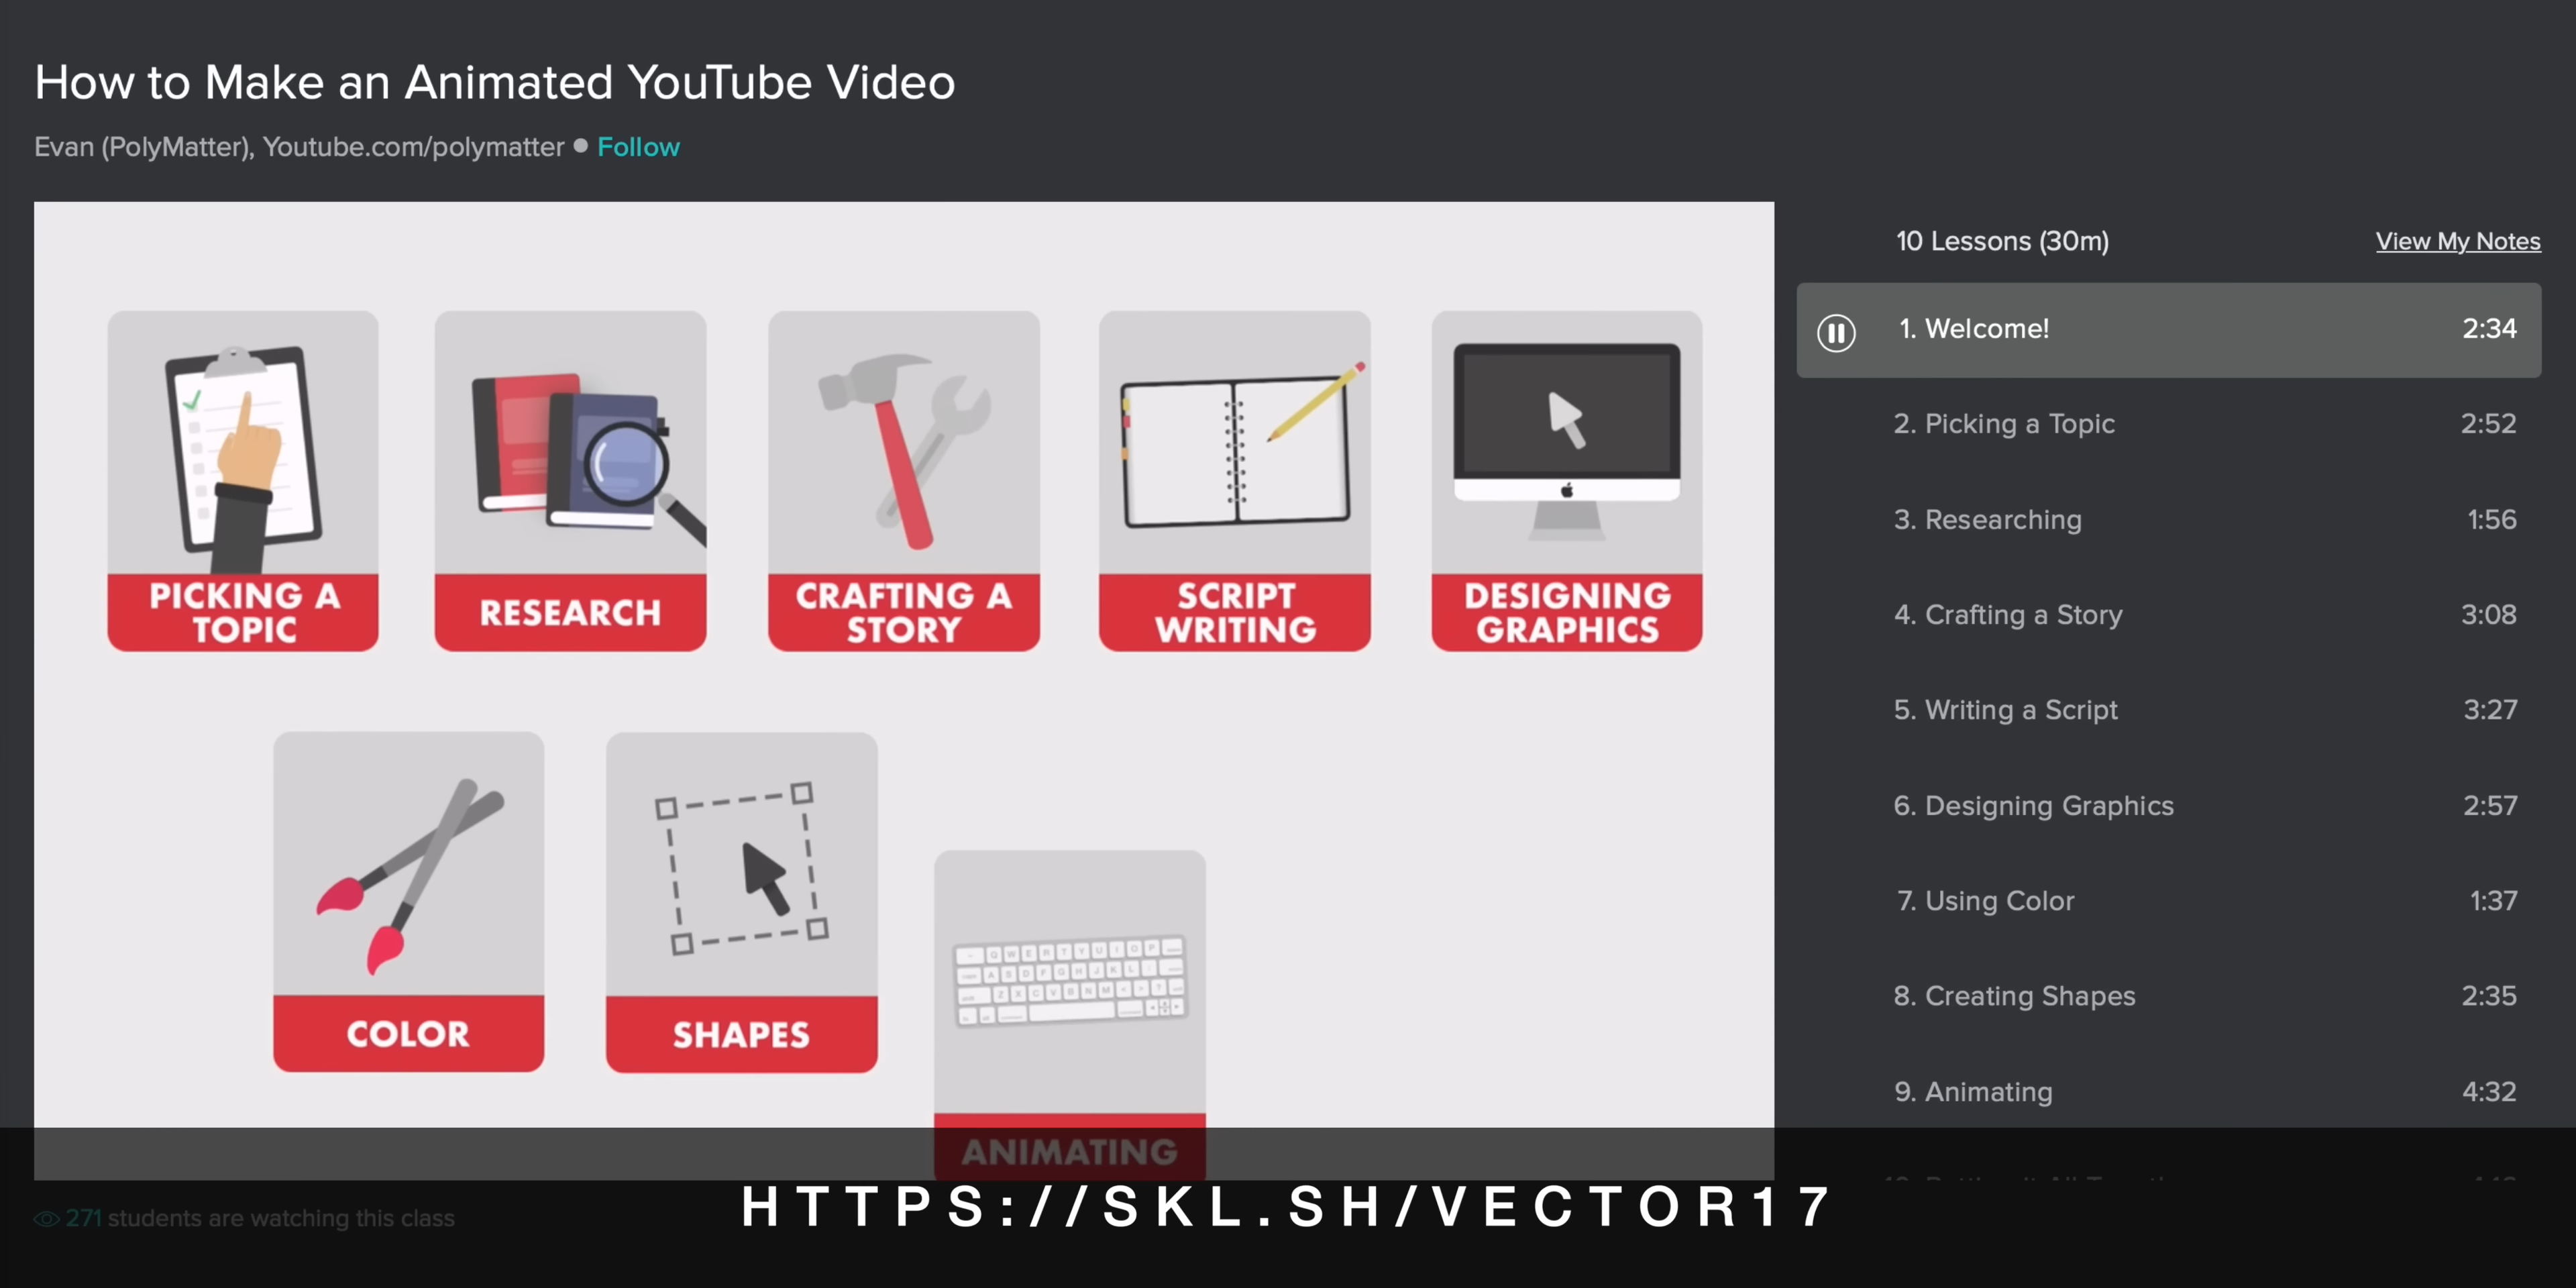 How to Make an Animated YouTube Video
Evan (PolyMatter), Youtube.com/polymatter • Follow
PICKING A
TOPIC
RESEARCH
CRAFTING A
STORY
SCRIPT
WRITING
DESIGNING
GRAPHICS
COLOR
SHAPES
ANIMATING
10 Lessons (30m)
View My Notes
1. Welcome! 2:34
2. Picking a Topic 2:52
3. Researching 1:56
4. Crafting a Story 3:08
5. Writing a Script 3:27
6. Designing Graphics 2:57
7. Using Color 1:37
8. Creating Shapes 2:35
9. Animating 4:32
271 students are watching this class
HTTPS://SKL.SH/VECTOR17